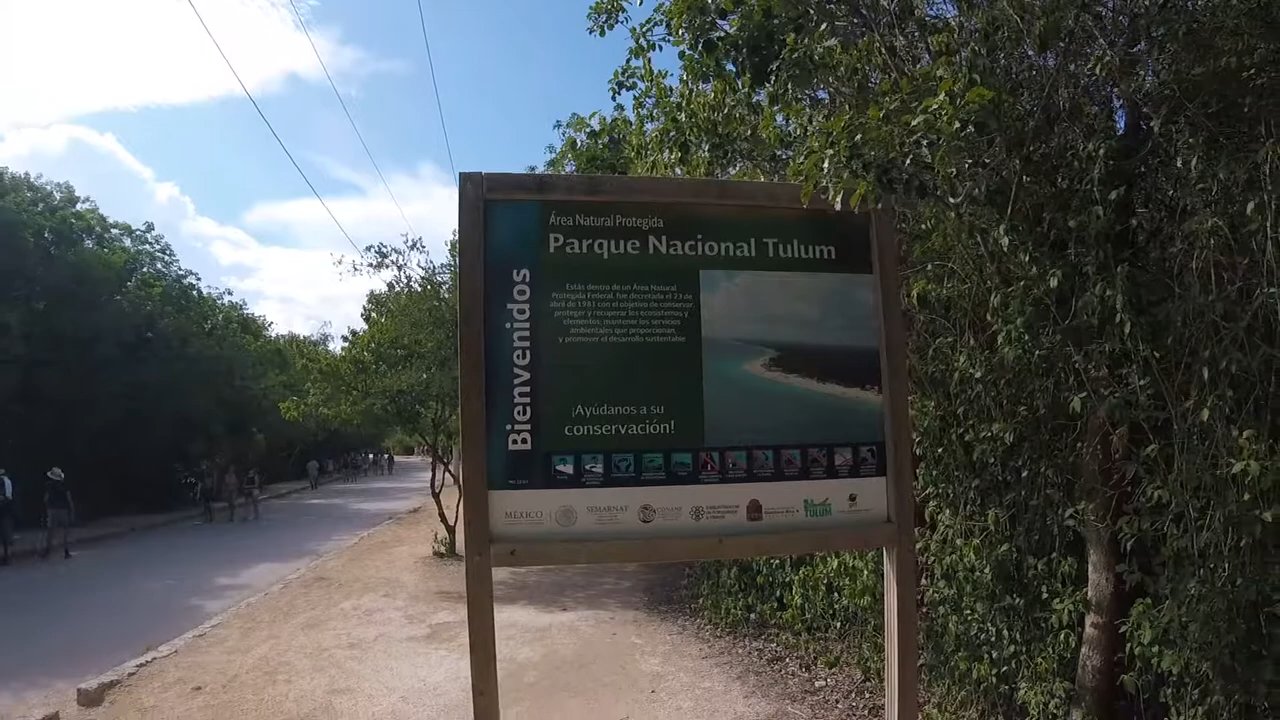 Área Natural Protegida
Parque Nacional Tulum
Bienvenidos
Estás dentro de un Área Natural
Protegida Federal, fue decretada el 23 de
abril de 1981 con el objetivo de conservar,
proteger y recuperar los ecosistemas y
elementos; mantener los servicios
ambientales que proporcionan,
y promover el desarrollo sustentable
¡Ayúdanos a su
conservación!
MÉXICO
SEMARNAT
CONANP
TULUM